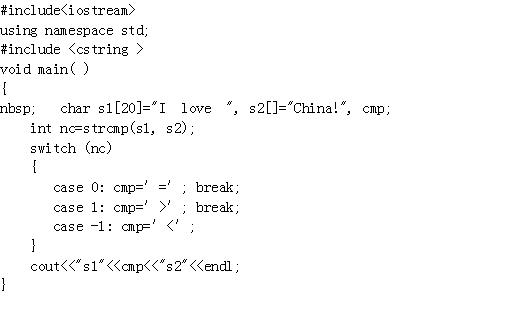 #include<iostream>
using namespace std;
#include <cstring >
void main( )
{
nbsp;   char s1[20]="I  love  ", s2[]="China!", cmp;
    int nc=strcmp(s1, s2);
    switch (nc)
    {
       case 0: cmp=' =' ; break;
       case 1: cmp=' >' ; break;
       case -1: cmp=' <' ;
    }
    cout<<"s1"<<cmp<<"s2"<<endl;
}